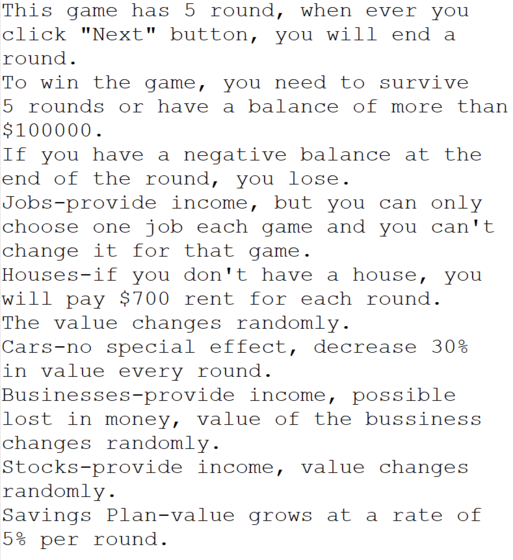 This game has 5 round, when ever you
click "Next" button, you will end a
round.
To win the game, you need to survive
5 rounds or have a balance of more than
$100000.
If you have a negative balance at the
end of the round, you lose.
Jobs-provide income, but you can only
choose one job each game and you can't
change it for that game.
Houses-if you don't have a house, you
will pay $700 rent for each round.
The value changes randomly.
Cars-no special effect, decrease 30%
in value every round.
Businesses-provide income, possible
lost in money, value of the bussiness
changes randomly.
Stocks-provide income, value changes
randomly.
Savings Plan-value grows at a rate of
5% per round.